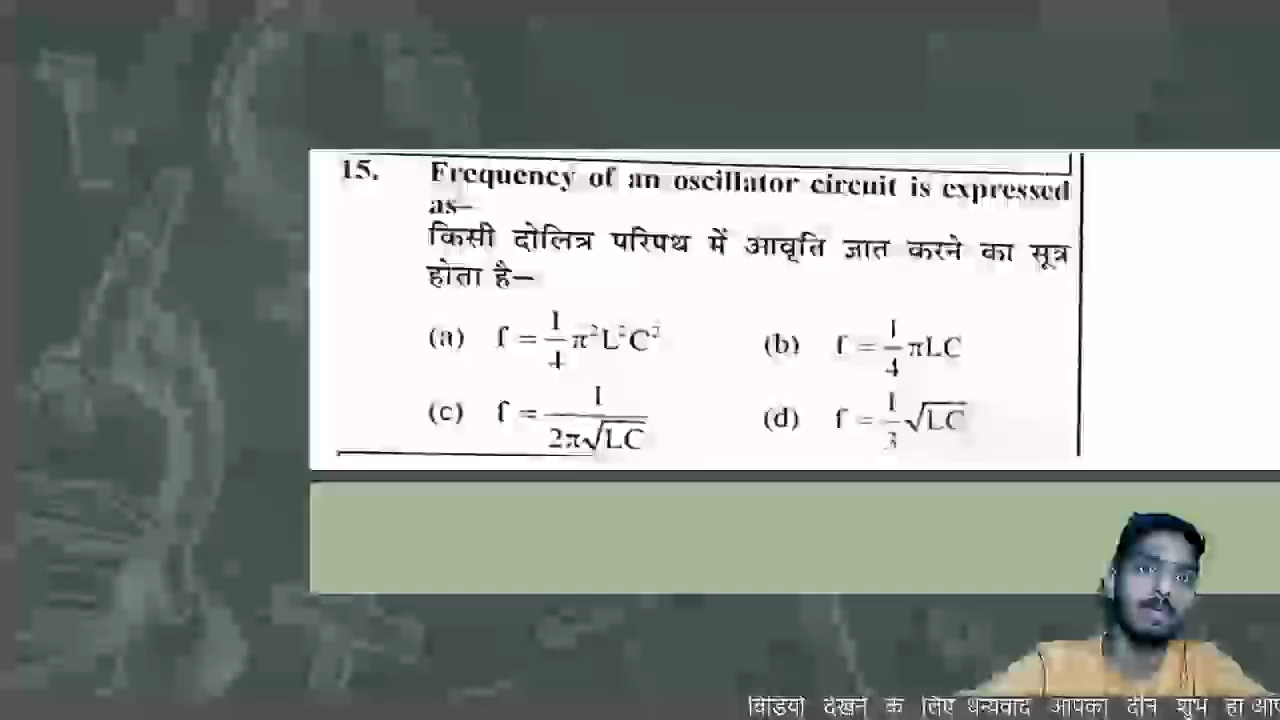 15. Frequency of an oscillator circuit is expressed
as–
किसी दोलित्र परिपथ में आवृति ज्ञात करने का सूत्र
होता है–
(a) f = 1/4 π²L²C² (b) f = 1/4 πLC
(c) f = 1/(2π√LC) (d) f = 1/3 √LC
विडियो देखने के लिए धन्यवाद आपका दीन शुभ हो